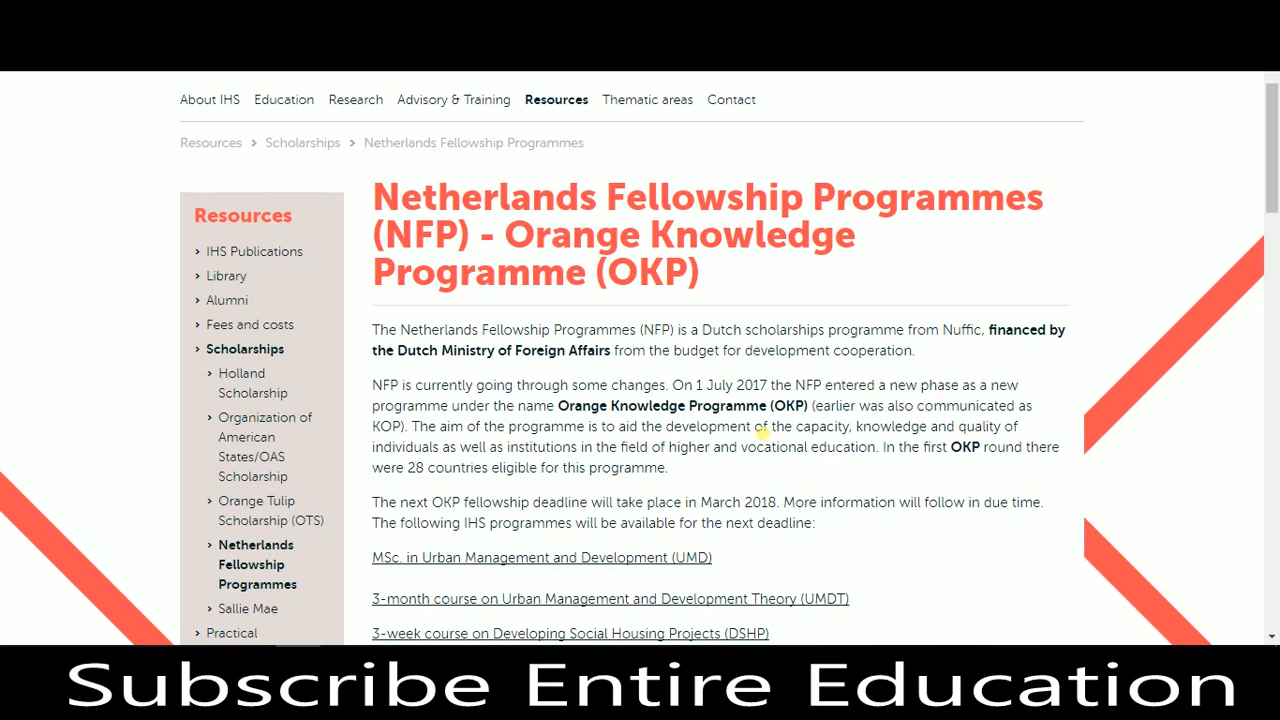 About IHS Education Research Advisory & Training Resources Thematic areas Contact
Resources > Scholarships > Netherlands Fellowship Programmes
Resources
> IHS Publications
> Library
> Alumni
> Fees and costs
> Scholarships
> Holland
Scholarship
> Organization of
American
States/OAS
Scholarship
> Orange Tulip
Scholarship (OTS)
> Netherlands
Fellowship
Programmes
> Sallie Mae
> Practical
Netherlands Fellowship Programmes
(NFP) - Orange Knowledge
Programme (OKP)
The Netherlands Fellowship Programmes (NFP) is a Dutch scholarships programme from Nuffic, financed by
the Dutch Ministry of Foreign Affairs from the budget for development cooperation.
NFP is currently going through some changes. On 1 July 2017 the NFP entered a new phase as a new
programme under the name Orange Knowledge Programme (OKP) (earlier was also communicated as
KOP). The aim of the programme is to aid the development of the capacity, knowledge and quality of
individuals as well as institutions in the field of higher and vocational education. In the first OKP round there
were 28 countries eligible for this programme.
The next OKP fellowship deadline will take place in March 2018. More information will follow in due time.
The following IHS programmes will be available for the next deadline:
MSc. in Urban Management and Development (UMD)
3-month course on Urban Management and Development Theory (UMDT)
3-week course on Developing Social Housing Projects (DSHP)
Subscribe Entire Education